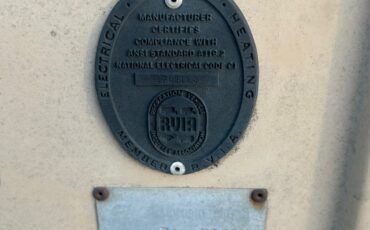 ELECTRICAL · HEATING
MANUFACTURER
CERTIFIES
COMPLIANCE WITH
ANSI STANDARD A119.2
NATIONAL ELECTRICAL CODE
RVIA
MEMBER R.V.I.A.